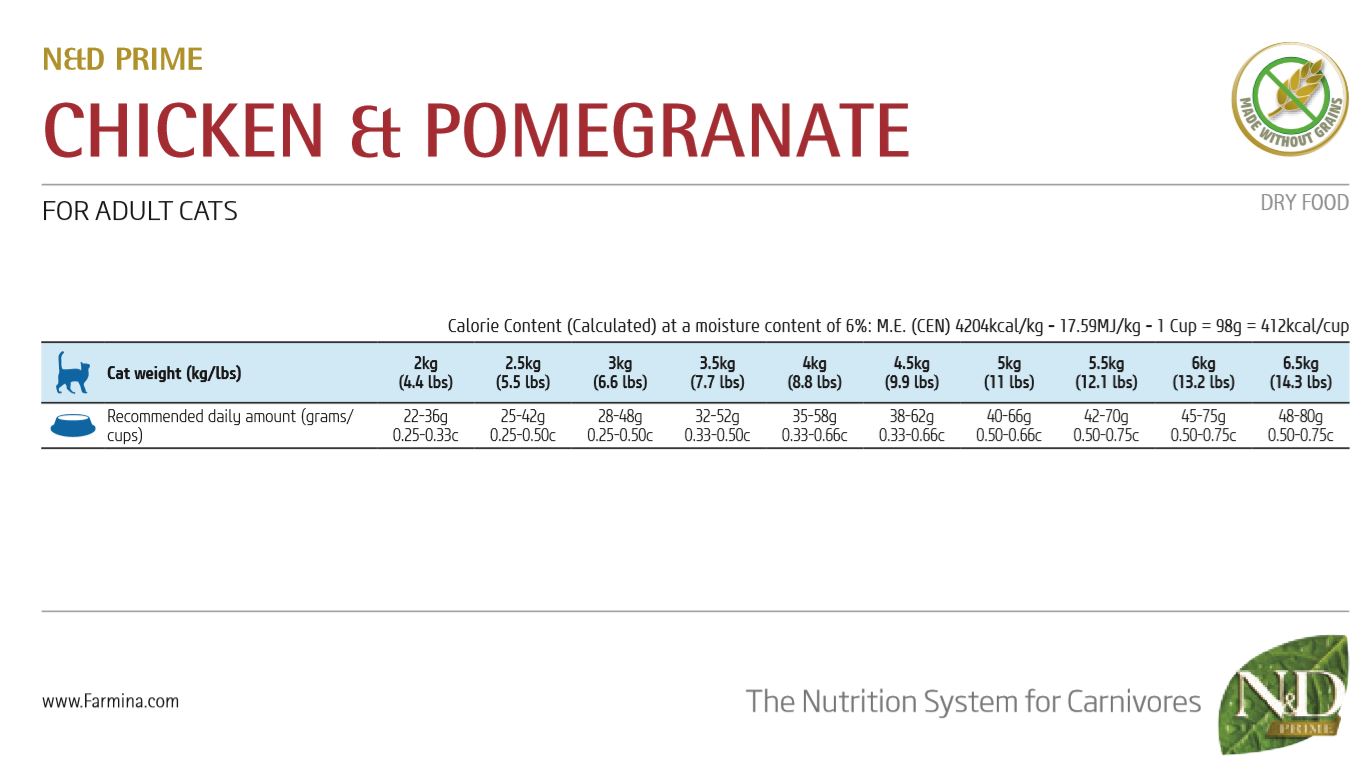 N&D PRIME
CHICKEN & POMEGRANATE
MADE WITHOUT GRAINS
FOR ADULT CATS
DRY FOOD
Calorie Content (Calculated) at a moisture content of 6%: M.E. (CEN) 4204kcal/kg - 17.59MJ/kg - 1 Cup = 98g = 412kcal/cup
Cat weight (kg/lbs) 2kg (4.4 lbs) 2.5kg (5.5 lbs) 3kg (6.6 lbs) 3.5kg (7.7 lbs) 4kg (8.8 lbs) 4.5kg (9.9 lbs) 5kg (11 lbs) 5.5kg (12.1 lbs) 6kg (13.2 lbs) 6.5kg (14.3 lbs)
Recommended daily amount (grams/ 22-36g 25-42g 28-48g 32-52g 35-58g 38-62g 40-66g 42-70g 45-75g 48-80g
cups) 0.25-0.33c 0.25-0.50c 0.25-0.50c 0.33-0.50c 0.33-0.66c 0.33-0.66c 0.50-0.66c 0.50-0.75c 0.50-0.75c 0.50-0.75c
www.Farmina.com
The Nutrition System for Carnivores
N&D
PRIME